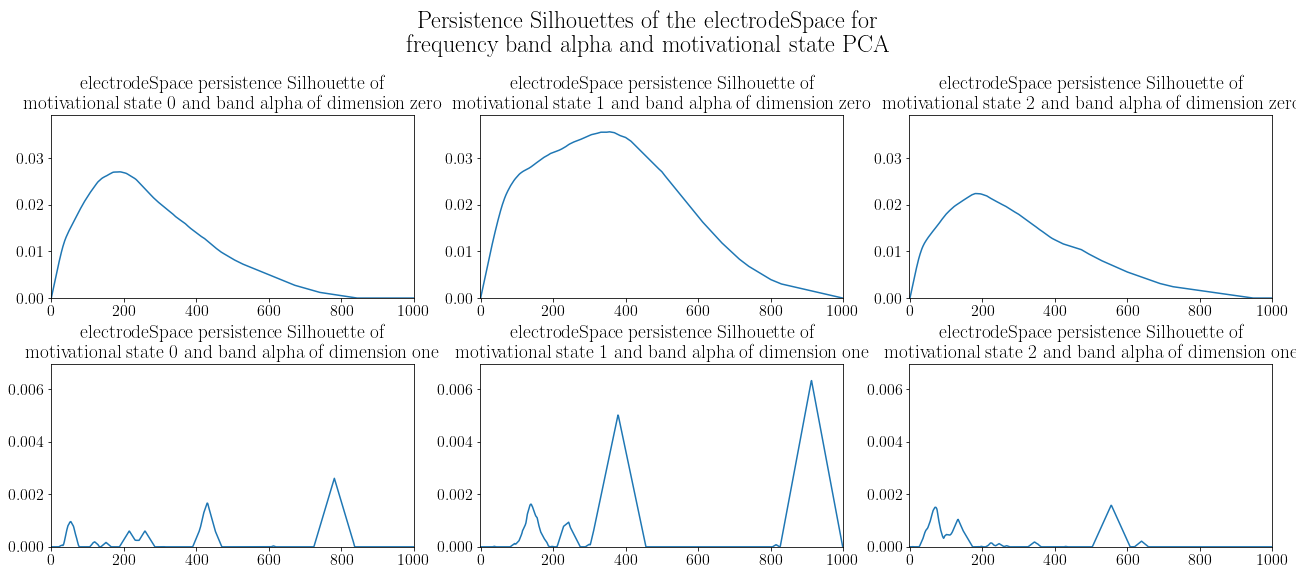 Persistence Silhouettes of the electrodeSpace for
frequency band alpha and motivational state PCA
electrodeSpace persistence Silhouette of
motivational state 0 and band alpha of dimension zero
electrodeSpace persistence Silhouette of
motivational state 1 and band alpha of dimension zero
electrodeSpace persistence Silhouette of
motivational state 2 and band alpha of dimension zero
0.03
0.02
0.01
0.00
0 200 400 600 800 1000
0.03
0.02
0.01
0.00
0 200 400 600 800 1000
0.03
0.02
0.01
0.00
0 200 400 600 800 1000
electrodeSpace persistence Silhouette of
motivational state 0 and band alpha of dimension one
electrodeSpace persistence Silhouette of
motivational state 1 and band alpha of dimension one
electrodeSpace persistence Silhouette of
motivational state 2 and band alpha of dimension one
0.006
0.004
0.002
0.000
0 200 400 600 800 1000
0.006
0.004
0.002
0.000
0 200 400 600 800 1000
0.006
0.004
0.002
0.000
0 200 400 600 800 1000